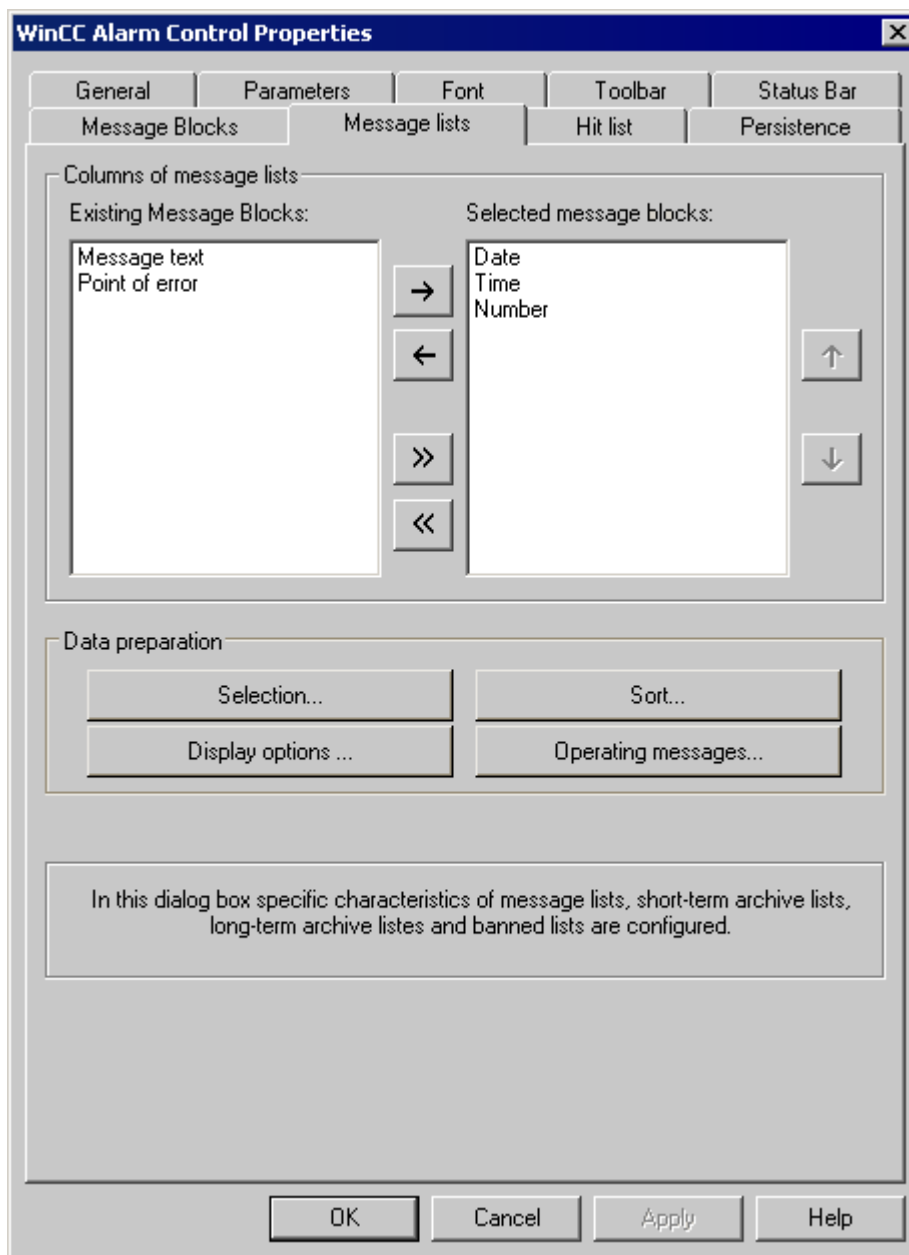 WinCC Alarm Control Properties
General Parameters Font Toolbar Status Bar
Message Blocks Message lists Hit list Persistence
Columns of message lists
Existing Message Blocks:
Message text
Point of error
Selected message blocks:
Date
Time
Number
Data preparation
Selection...
Sort...
Display options ...
Operating messages...
In this dialog box specific characteristics of message lists, short-term archive lists,
long-term archive listes and banned lists are configured.
OK Cancel Apply Help